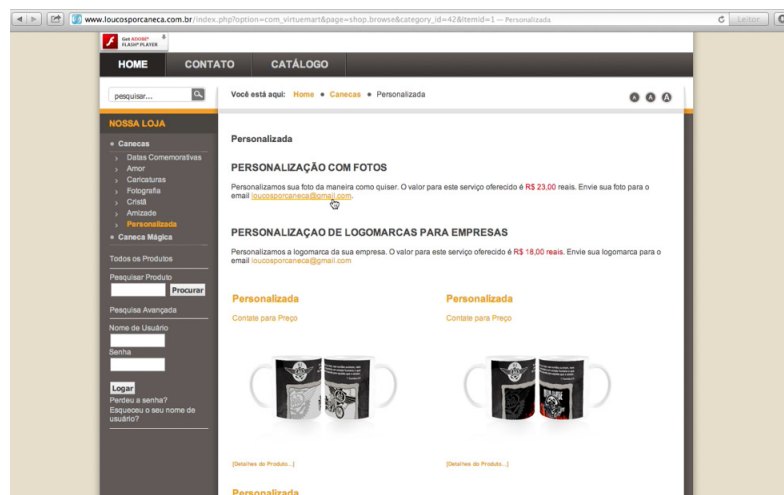 www.loucosporcaneca.com.br/index.php?option=com_virtuemart&page=shop.browse&category_id=42&Itemid=1 — Personalizada
Leitor
Get ADOBE®
FLASH® PLAYER
HOME CONTATO CATÁLOGO
pesquisar...
Você está aqui: Home Canecas Personalizada
A A A
NOSSA LOJA
Canecas
Datas Comemorativas
Amor
Caricaturas
Fotografia
Cristã
Amizade
Personalizada
Caneca Mágica
Todos os Produtos
Pesquisar Produto
Procurar
Pesquisa Avançada
Nome de Usuário
Senha
Logar
Perdeu a senha?
Esqueceu o seu nome de
usuário?
Personalizada
PERSONALIZAÇÃO COM FOTOS
Personalizamos sua foto da maneira como quiser. O valor para este serviço oferecido é R$ 23,00 reais. Envie sua foto para o
email loucosporcaneca@gmail.com.
PERSONALIZAÇAO DE LOGOMARCAS PARA EMPRESAS
Personalizamos a logomarca da sua empresa. O valor para este serviço oferecido é R$ 18,00 reais. Envie sua logomarca para o
email loucosporcaneca@gmail.com
Personalizada Personalizada
Contate para Preço Contate para Preço
[Detalhes do Produto...] [Detalhes do Produto...]
Personalizada